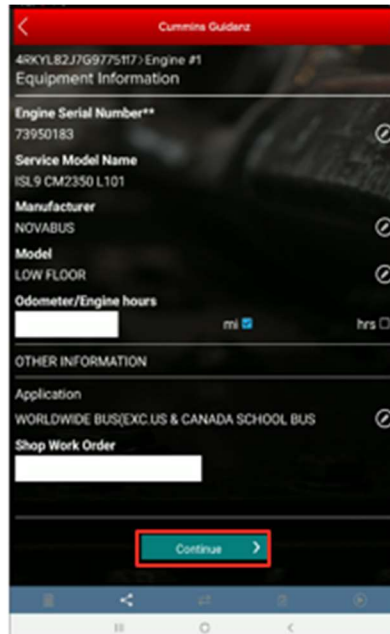 Cummins Guidanz
4RKYL82J7G9775117>Engine #1
Equipment Information
Engine Serial Number**
73950183
Service Model Name
ISL9 CM2350 L101
Manufacturer
NOVABUS
Model
LOW FLOOR
Odometer/Engine hours
mi hrs
OTHER INFORMATION
Application
WORLDWIDE BUS(EXC.US & CANADA SCHOOL BUS
Shop Work Order
Continue